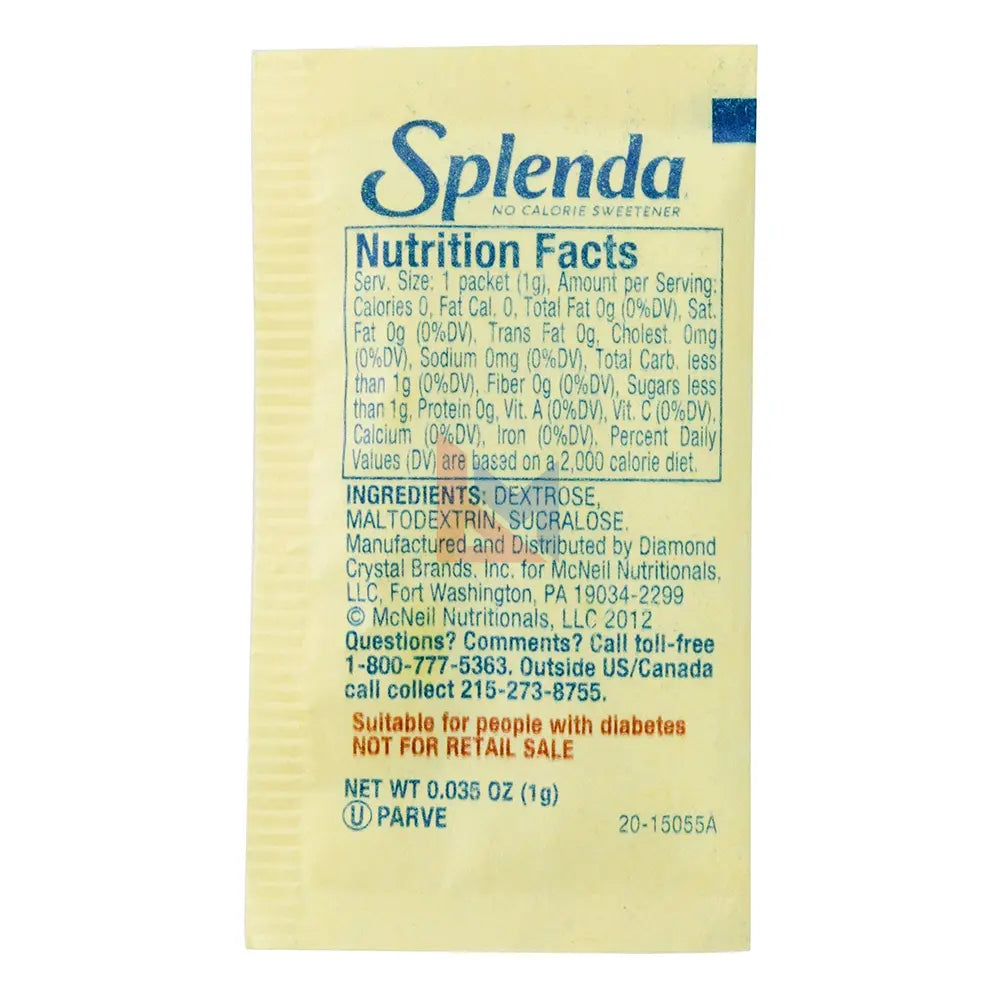 Splenda
NO CALORIE SWEETENER
Nutrition Facts
Serv. Size: 1 packet (1g), Amount per Serving:
Calories 0, Fat Cal. 0, Total Fat 0g (0%DV), Sat.
Fat 0g (0%DV), Trans Fat 0g, Cholest. 0mg
(0%DV), Sodium 0mg (0%DV), Total Carb. less
than 1g (0%DV), Fiber 0g (0%DV), Sugars less
than 1g, Protein 0g, Vit. A (0%DV), Vit. C (0%DV),
Calcium (0%DV), Iron (0%DV). Percent Daily
Values (DV) are based on a 2,000 calorie diet.
INGREDIENTS: DEXTROSE,
MALTODEXTRIN, SUCRALOSE.
Manufactured and Distributed by Diamond
Crystal Brands, Inc. for McNeil Nutritionals,
LLC, Fort Washington, PA 19034-2299
© McNeil Nutritionals, LLC 2012
Questions? Comments? Call toll-free
1-800-777-5363. Outside US/Canada
call collect 215-273-8755.
Suitable for people with diabetes
NOT FOR RETAIL SALE
NET WT 0.035 OZ (1g)
Ⓤ PARVE
20-15055A